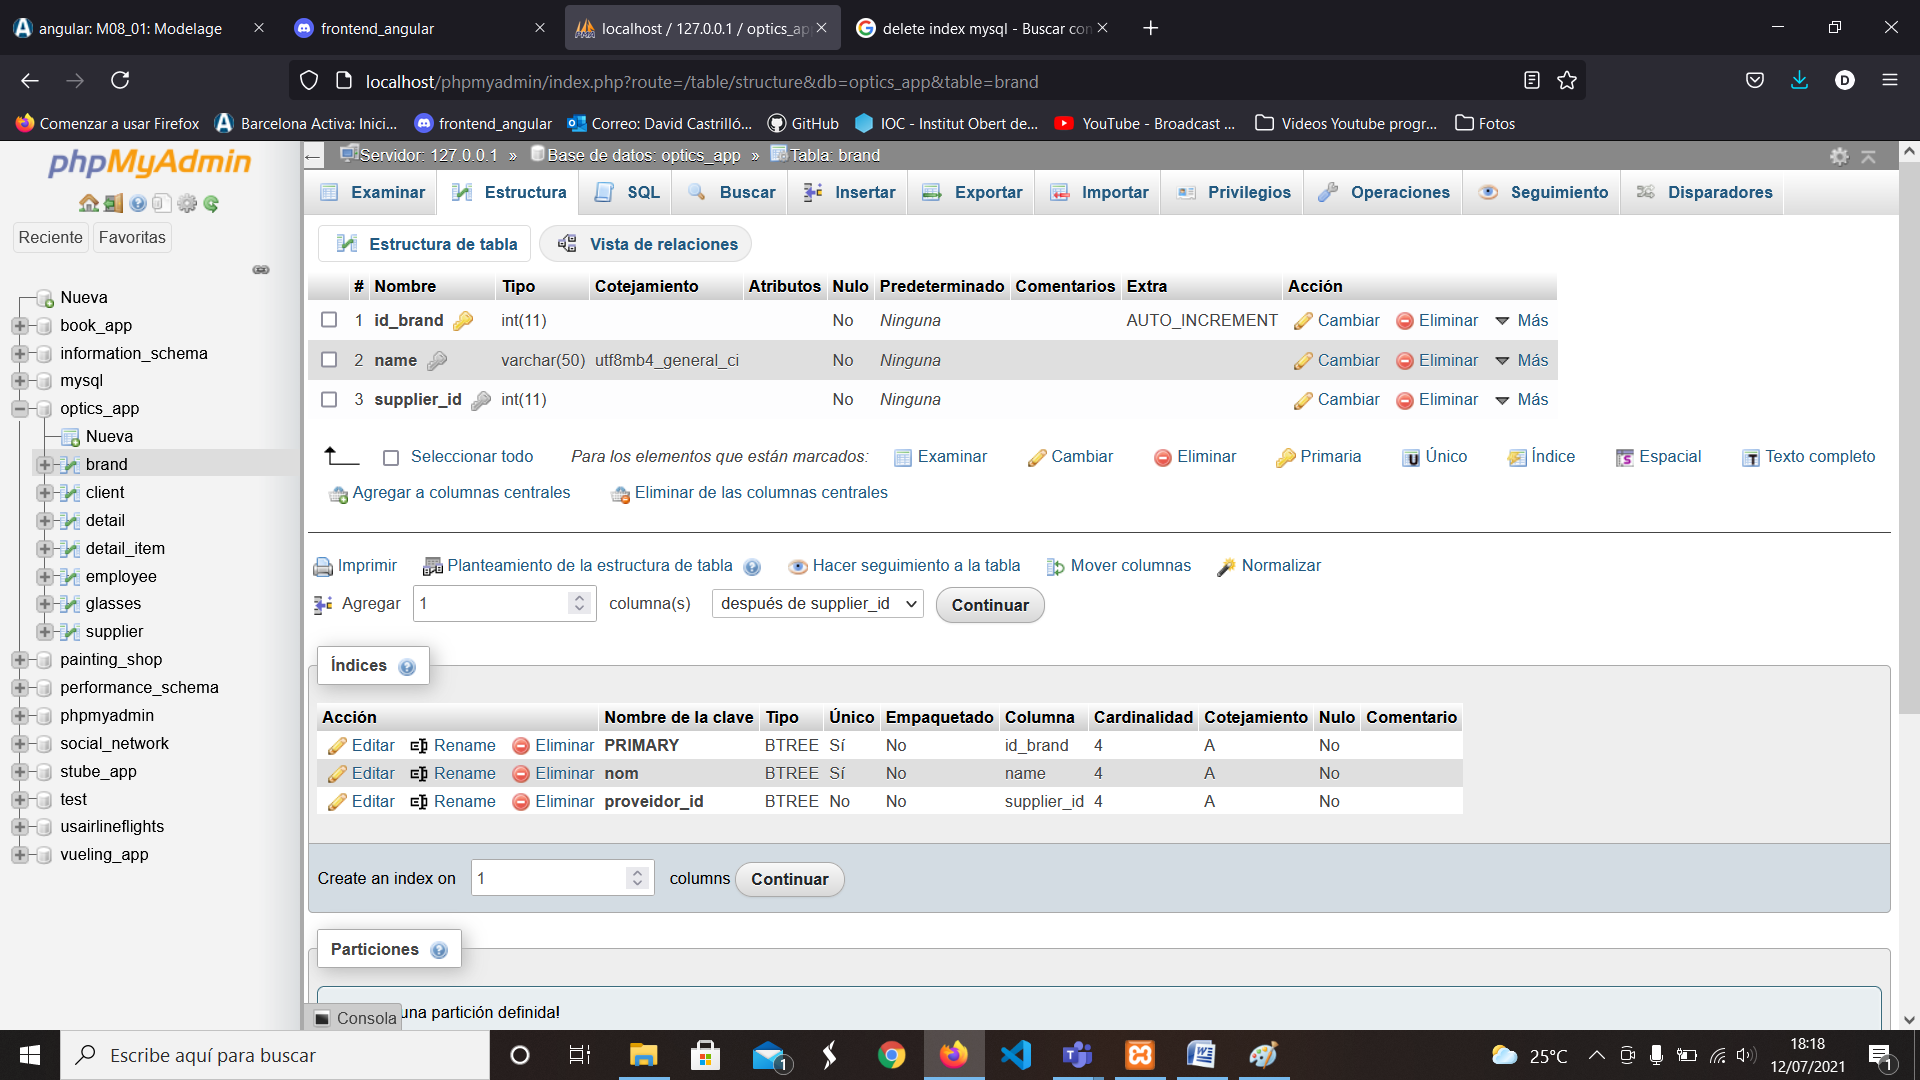 angular: M08_01: Modelage
frontend_angular
localhost / 127.0.0.1 / optics_ap
delete index mysql - Buscar con
localhost/phpmyadmin/index.php?route=/table/structure&db=optics_app&table=brand
D
Comenzar a usar Firefox
Barcelona Activa: Inici...
frontend_angular
Correo: David Castrilló...
GitHub
IOC - Institut Obert de...
YouTube - Broadcast ...
Videos Youtube progr...
Fotos
phpMyAdmin
Reciente Favoritas
Nueva
book_app
information_schema
mysql
optics_app
Nueva
brand
client
detail
detail_item
employee
glasses
supplier
painting_shop
performance_schema
phpmyadmin
social_network
stube_app
test
usairlineflights
vueling_app
Servidor: 127.0.0.1 » Base de datos: optics_app » Tabla: brand
Examinar Estructura SQL Buscar Insertar Exportar Importar Privilegios Operaciones Seguimiento Disparadores
Estructura de tabla Vista de relaciones
# Nombre Tipo Cotejamiento Atributos Nulo Predeterminado Comentarios Extra Acción
1 id_brand int(11) No Ninguna AUTO_INCREMENT Cambiar Eliminar Más
2 name varchar(50) utf8mb4_general_ci No Ninguna Cambiar Eliminar Más
3 supplier_id int(11) No Ninguna Cambiar Eliminar Más
Seleccionar todo Para los elementos que están marcados: Examinar Cambiar Eliminar Primaria Único Índice Espacial Texto completo
Agregar a columnas centrales Eliminar de las columnas centrales
Imprimir Planteamiento de la estructura de tabla Hacer seguimiento a la tabla Mover columnas Normalizar
Agregar 1 columna(s) después de supplier_id Continuar
Índices
Acción Nombre de la clave Tipo Único Empaquetado Columna Cardinalidad Cotejamiento Nulo Comentario
Editar Rename Eliminar PRIMARY BTREE Sí No id_brand 4 A No
Editar Rename Eliminar nom BTREE Sí No name 4 A No
Editar Rename Eliminar proveidor_id BTREE No No supplier_id 4 A No
Create an index on 1 columns Continuar
Particiones
una partición definida!
Consola
Escribe aquí para buscar
1
25°C
18:18
12/07/2021
1